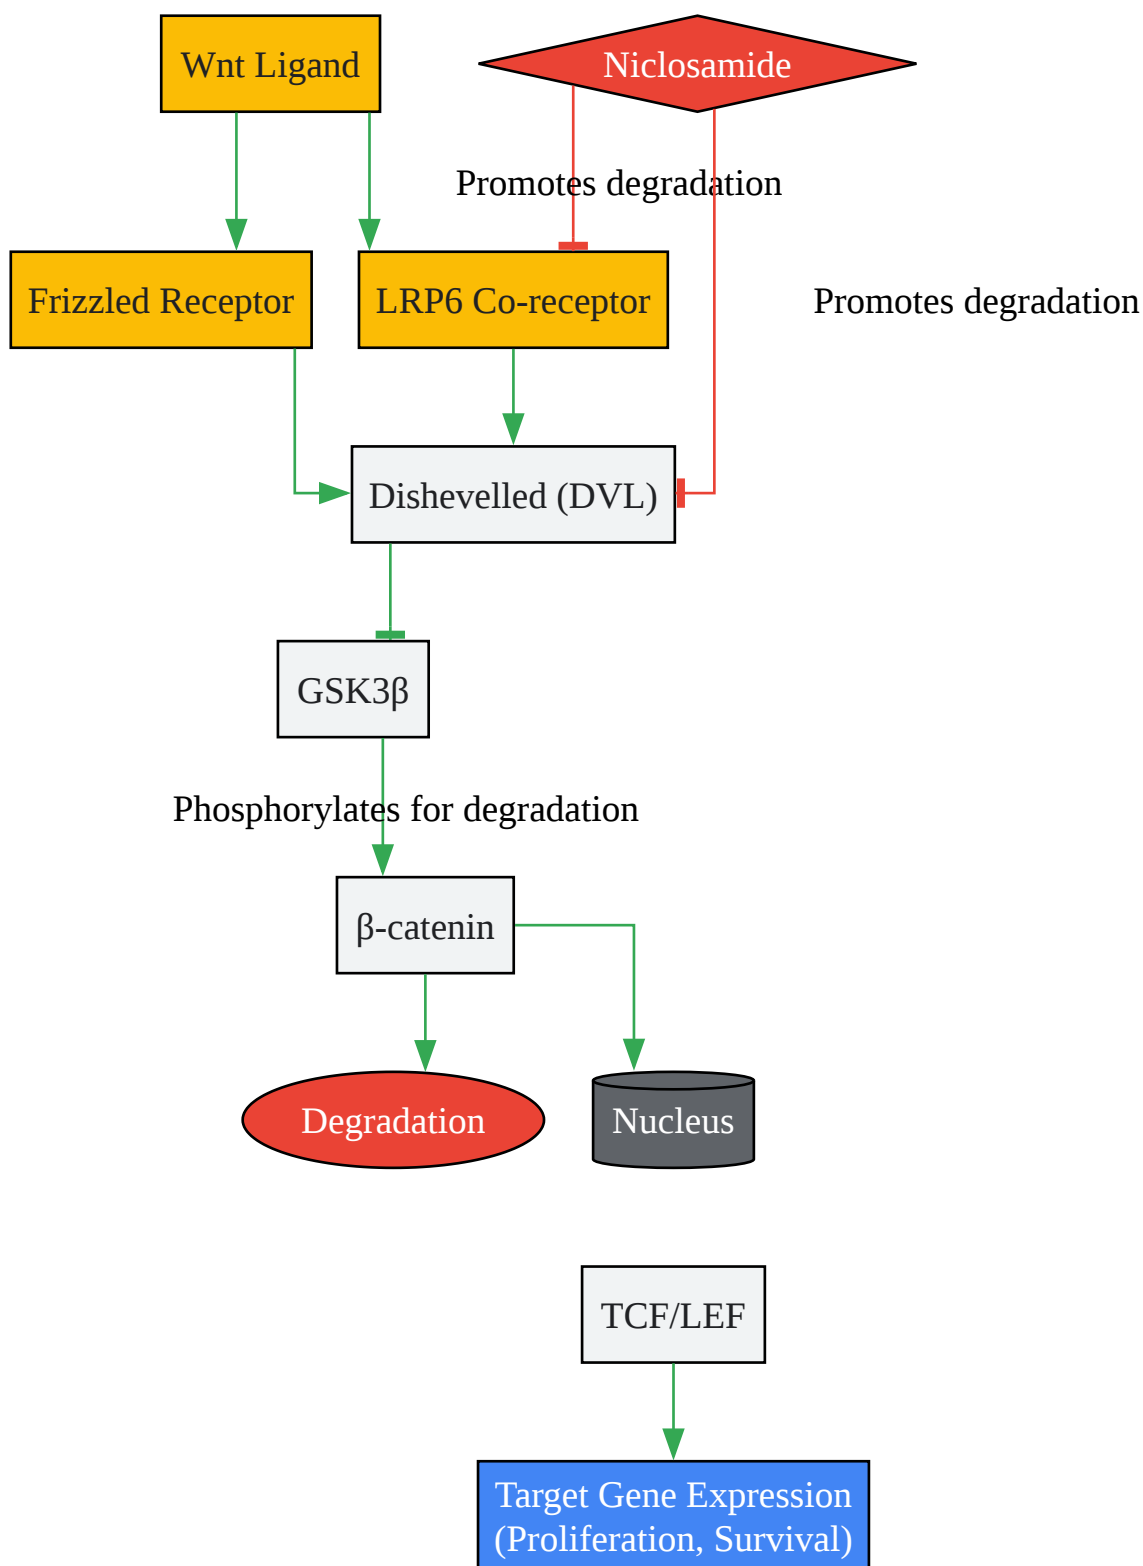 Wnt Ligand
Niclosamide
Promotes degradation
Frizzled Receptor
LRP6 Co-receptor
Promotes degradation
Dishevelled (DVL)
GSK3β
Phosphorylates for degradation
β-catenin
Degradation
Nucleus
TCF/LEF
Target Gene Expression
(Proliferation, Survival)